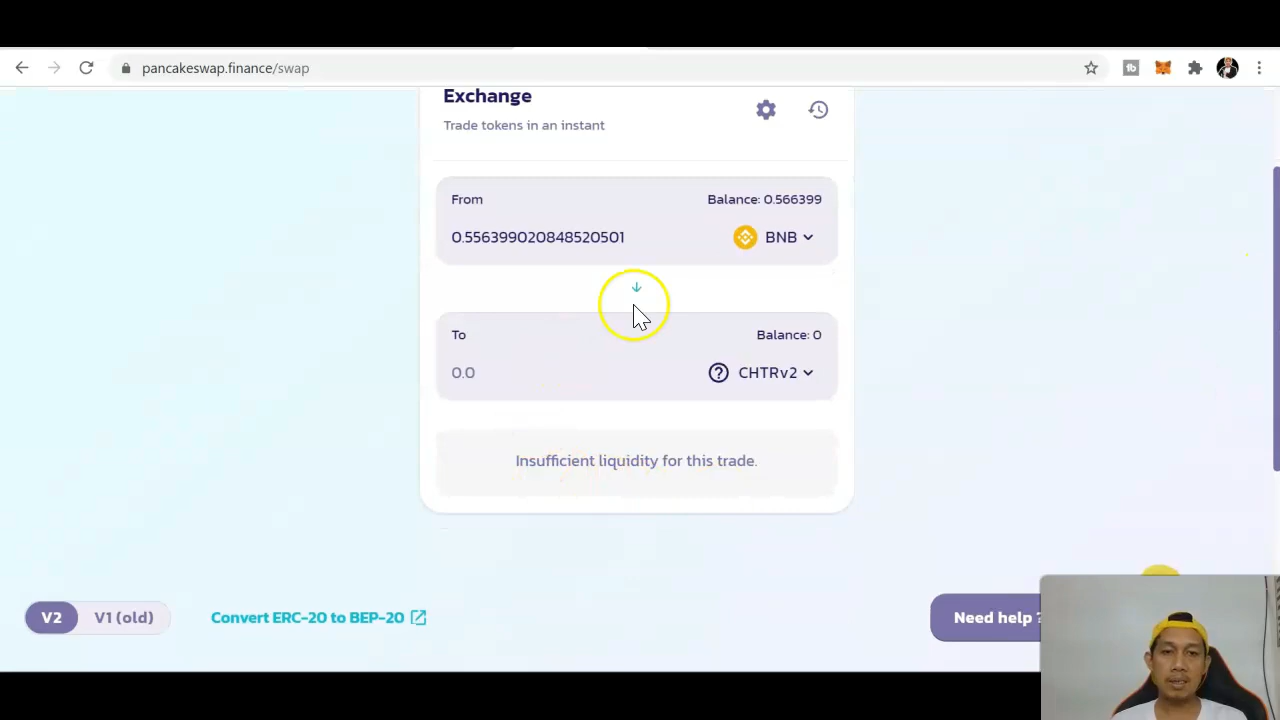 pancakeswap.finance/swap
Exchange
Trade tokens in an instant
From
Balance: 0.566399
0.556399020848520501
BNB
To
Balance: 0
0.0
CHTRv2
Insufficient liquidity for this trade.
V2
V1 (old)
Convert ERC-20 to BEP-20
Need help ?